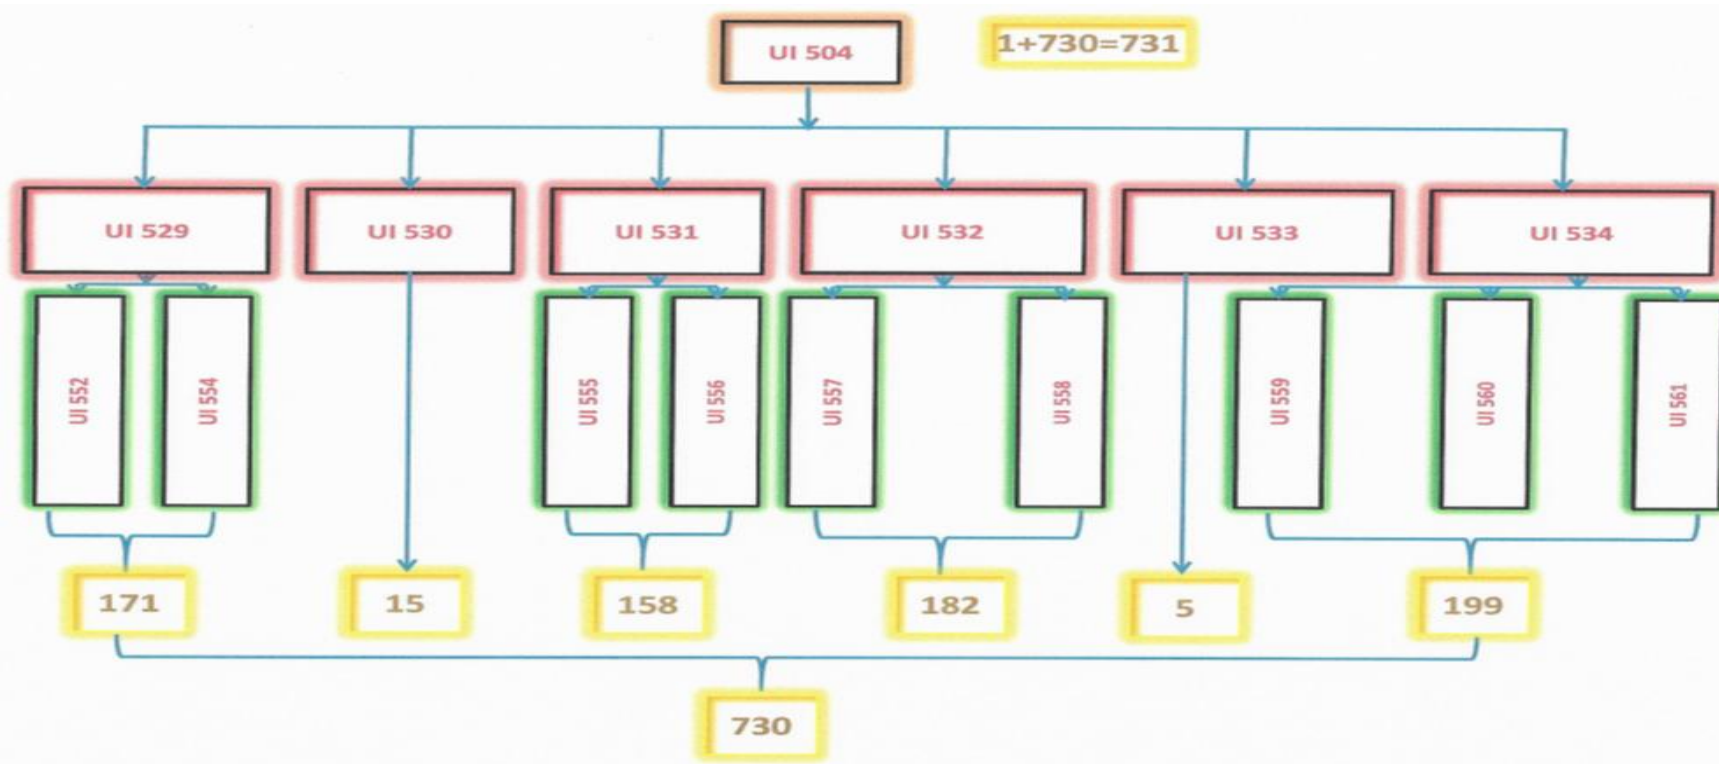 UI 504
1+730=731
UI 529
UI 530
UI 531
UI 532
UI 533
UI 534
UI 552
UI 554
UI 555
UI 556
UI 557
UI 558
UI 559
UI 560
UI 561
171
15
158
182
5
199
730